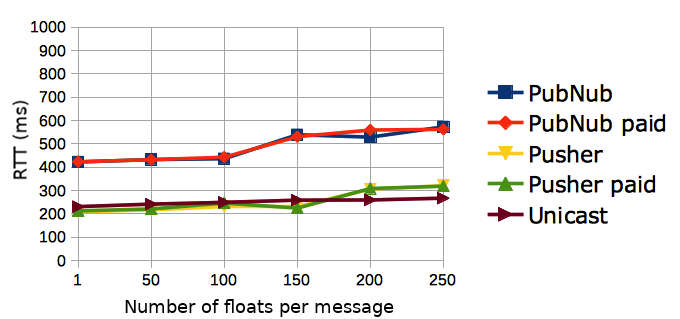 1000
900
800
700
600
500
400
300
200
100
0
RTT (ms)
1 50 100 150 200 250
Number of floats per message
PubNub
PubNub paid
Pusher
Pusher paid
Unicast